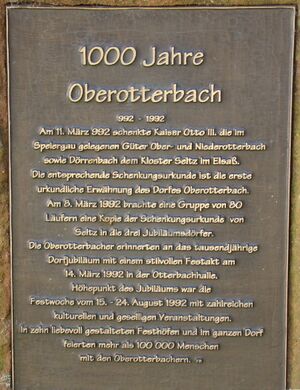 1000 Jahre
Oberotterbach
992 - 1992
Am 11. März 992 schenkte Kaiser Otto III. die im
Speiergau gelegenen Güter Ober- und Niederotterbach
sowie Dörrenbach dem Kloster Seltz im Elsaß.
Die entsprechende Schenkungsurkunde ist die erste
urkundliche Erwähnung des Dorfes Oberotterbach.
Am 8. März 1992 brachte eine Gruppe von 80
Läufern eine Kopie der Schenkungsurkunde von
Seltz in die drei Jubiläumsdörfer.
Die Oberotterbacher erinnerten an das tausendjährige
Dorfjubiläum mit einem stilvollen Festakt am
14. März 1992 in der Otterbachhalle.
Höhepunkt des Jubiläums war die
Festwoche vom 15. - 24. August 1992 mit zahlreichen
kulturellen und geselligen Veranstaltungen.
In zehn liebevoll gestalteten Festhöfen und im ganzen Dorf
feierten mehr als 100 000 Menschen
mit den Oberotterbachern.